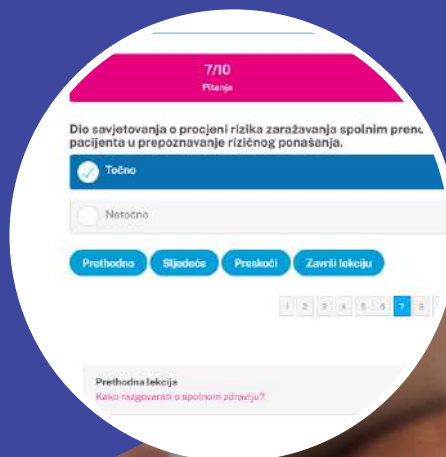 7/10
Pitanje
Dio savjetovanja o procjeni rizika zaražavanja spolnim
pacijenta u prepoznavanje rizičnog ponašanja.
Točno
Netočno
Prethodno Sljedeće Preskoči Završi lekciju
1 2 3 4 5 6 7 8
Prethodna lekcija
Kako razgovarati o spolnom zdravlju?